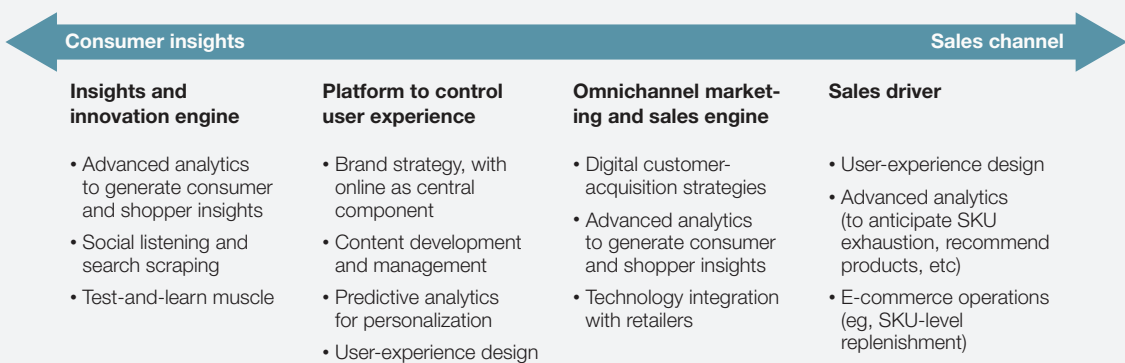 Consumer insights
Sales channel
Insights and
innovation engine
• Advanced analytics
to generate consumer
and shopper insights
• Social listening and
search scraping
• Test-and-learn muscle
Platform to control
user experience
• Brand strategy, with
online as central
component
• Content development
and management
• Predictive analytics
for personalization
• User-experience design
Omnichannel market-
ing and sales engine
• Digital customer-
acquisition strategies
• Advanced analytics
to generate consumer
and shopper insights
• Technology integration
with retailers
Sales driver
• User-experience design
• Advanced analytics
(to anticipate SKU
exhaustion, recommend
products, etc)
• E-commerce operations
(eg, SKU-level
replenishment)